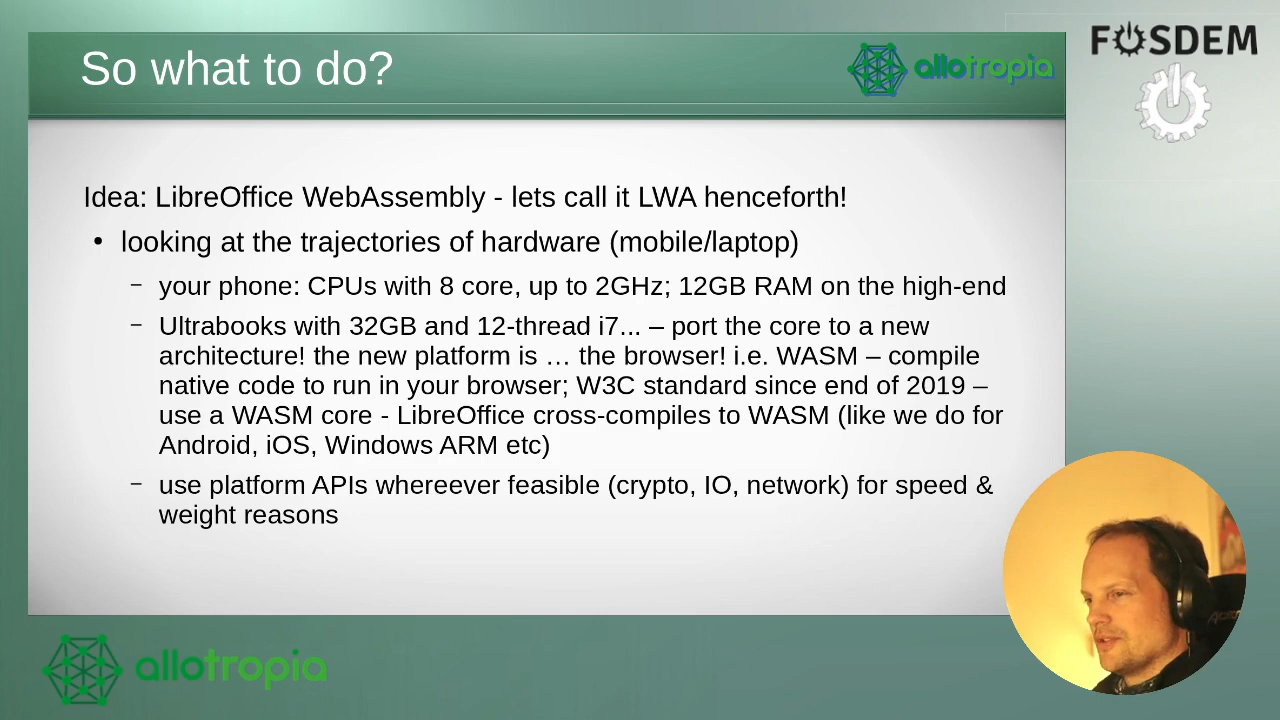 So what to do?
allotropia
FOSDEM
Idea: LibreOffice WebAssembly - lets call it LWA henceforth!
• looking at the trajectories of hardware (mobile/laptop)
– your phone: CPUs with 8 core, up to 2GHz; 12GB RAM on the high-end
– Ultrabooks with 32GB and 12-thread i7... – port the core to a new
architecture! the new platform is … the browser! i.e. WASM – compile
native code to run in your browser; W3C standard since end of 2019 –
use a WASM core - LibreOffice cross-compiles to WASM (like we do for
Android, iOS, Windows ARM etc)
– use platform APIs whereever feasible (crypto, IO, network) for speed &
weight reasons
allotropia